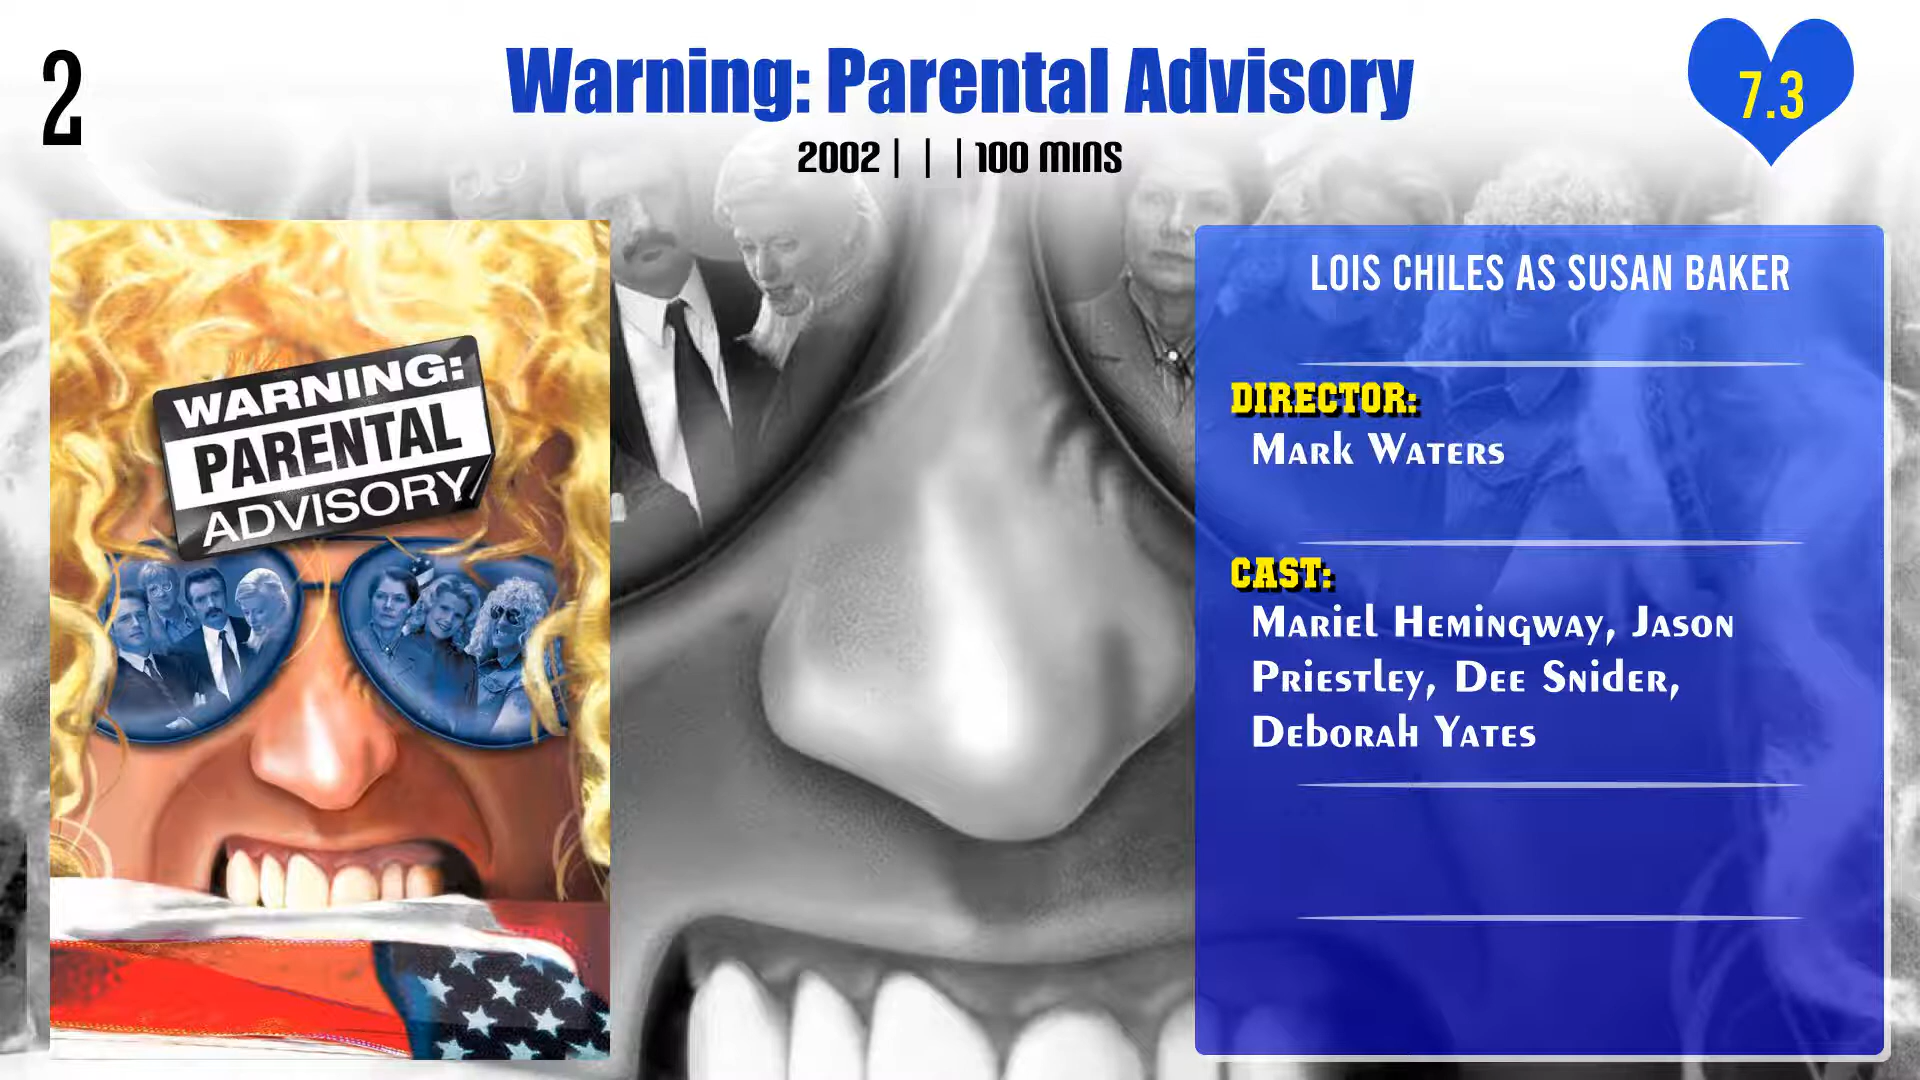 2
Warning: Parental Advisory
7.3
2002 | | | 100 mins
WARNING:
PARENTAL
ADVISORY
LOIS CHILES AS SUSAN BAKER
DIRECTOR:
Mark Waters
CAST:
Mariel Hemingway, Jason
Priestley, Dee Snider,
Deborah Yates